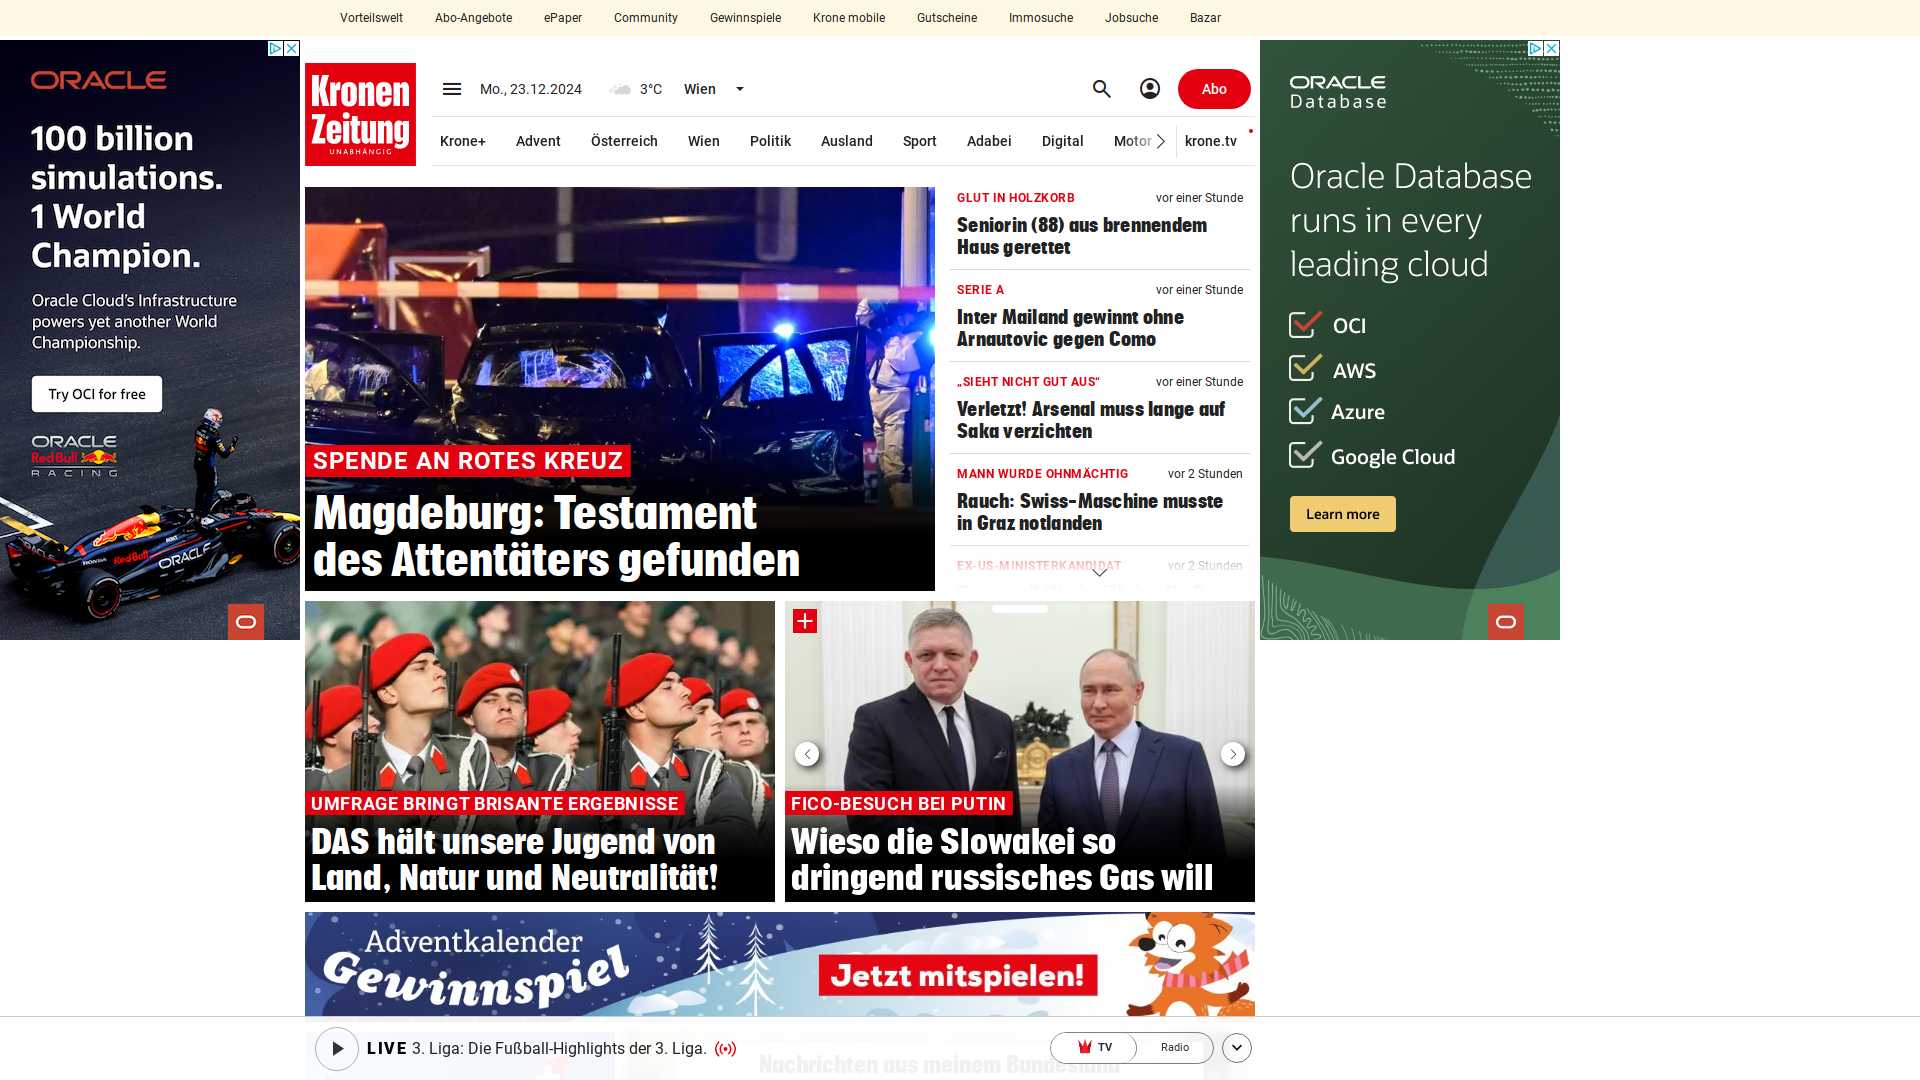 Vorteilswelt Abo-Angebote ePaper Community Gewinnspiele Krone mobile Gutscheine Immosuche Jobsuche Bazar
ORACLE
100 billion
simulations.
1 World
Champion.
Oracle Cloud's Infrastructure
powers yet another World
Championship.
Try OCI for free
ORACLE
Red Bull
RACING
Kronen
Zeitung
UNABHÄNGIG
Mo., 23.12.2024 3°C Wien
Abo
Krone+ Advent Österreich Wien Politik Ausland Sport Adabei Digital Motor krone.tv
SPENDE AN ROTES KREUZ
Magdeburg: Testament
des Attentäters gefunden
GLUT IN HOLZKORB vor einer Stunde
Seniorin (88) aus brennendem
Haus gerettet
SERIE A vor einer Stunde
Inter Mailand gewinnt ohne
Arnautovic gegen Como
„SIEHT NICHT GUT AUS“ vor einer Stunde
Verletzt! Arsenal muss lange auf
Saka verzichten
MANN WURDE OHNMÄCHTIG vor 2 Stunden
Rauch: Swiss-Maschine musste
in Graz notlanden
EX-US-MINISTERKANDIDAT vor 2 Stunden
ORACLE
Database
Oracle Database
runs in every
leading cloud
OCI
AWS
Azure
Google Cloud
Learn more
UMFRAGE BRINGT BRISANTE ERGEBNISSE
DAS hält unsere Jugend von
Land, Natur und Neutralität!
FICO-BESUCH BEI PUTIN
Wieso die Slowakei so
dringend russisches Gas will
Adventkalender
Gewinnspiel
Jetzt mitspielen!
LIVE 3. Liga: Die Fußball-Highlights der 3. Liga.
TV Radio
Nachrichten aus meinem Bundesland